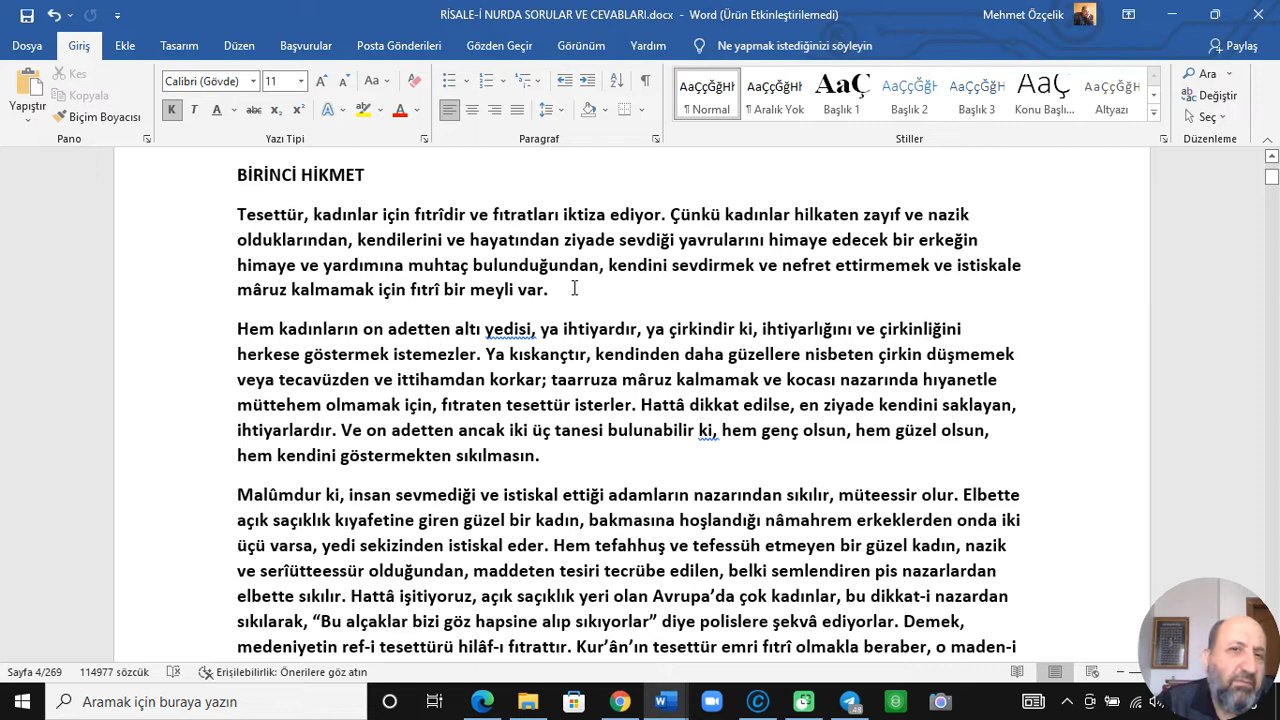 RİSALE-İ NURDA SORULAR VE CEVABLARI.docx - Word (Ürün Etkinleştirilemedi)
Mehmet Özçelik
Dosya Giriş Ekle Tasarım Düzen Başvurular Posta Gönderileri Gözden Geçir Görünüm Yardım Ne yapmak istediğinizi söyleyin Paylaş
Yapıştır
Kes
Kopyala
Biçim Boyacısı
Pano
Calibri (Gövde) 11
K T A abc x₂ x²
Yazı Tipi
Paragraf
AaÇçĞğH AaÇçĞğH AaÇ AaÇçĞğH AaÇçĞğH AaÇ AaÇçĞğH
¶ Normal ¶ Aralık Yok Başlık 1 Başlık 2 Başlık 3 Konu Başlı... Altyazı
Stiller
Ara
Değiştir
Seç
Düzenleme
BİRİNCİ HİKMET
Tesettür, kadınlar için fıtrîdir ve fıtratları iktiza ediyor. Çünkü kadınlar hilkaten zayıf ve nazik
olduklarından, kendilerini ve hayatından ziyade sevdiği yavrularını himaye edecek bir erkeğin
himaye ve yardımına muhtaç bulunduğundan, kendini sevdirmek ve nefret ettirmemek ve istiskale
mâruz kalmamak için fıtrî bir meyli var.
Hem kadınların on adetten altı yedisi, ya ihtiyardır, ya çirkindir ki, ihtiyarlığını ve çirkinliğini
herkese göstermek istemezler. Ya kıskançtır, kendinden daha güzellere nisbeten çirkin düşmemek
veya tecavüzden ve ittihamdan korkar; taarruza mâruz kalmamak ve kocası nazarında hıyanetle
müttehem olmamak için, fıtraten tesettür isterler. Hattâ dikkat edilse, en ziyade kendini saklayan,
ihtiyarlardır. Ve on adetten ancak iki üç tanesi bulunabilir ki, hem genç olsun, hem güzel olsun,
hem kendini göstermekten sıkılmasın.
Malûmdur ki, insan sevmediği ve istiskal ettiği adamların nazarından sıkılır, müteessir olur. Elbette
açık saçıklık kıyafetine giren güzel bir kadın, bakmasına hoşlandığı nâmahrem erkeklerden onda iki
üçü varsa, yedi sekizinden istiskal eder. Hem tefahhuş ve tefessüh etmeyen bir güzel kadın, nazik
ve serîütteessür olduğundan, maddeten tesiri tecrübe edilen, belki semlendiren pis nazarlardan
elbette sıkılır. Hattâ işitiyoruz, açık saçıklık yeri olan Avrupa’da çok kadınlar, bu dikkat-i nazardan
sıkılarak, “Bu alçaklar bizi göz hapsine alıp sıkıyorlar” diye polislere şekvâ ediyorlar. Demek,
medeniyetin ref-i tesettürü hilâf-ı fıtrattır. Kur’ân’ın tesettür emri fıtrî olmakla beraber, o maden-i
Sayfa 4/269 114977 sözcük Erişilebilirlik: Önerilere göz atın
Aramak için buraya yazın